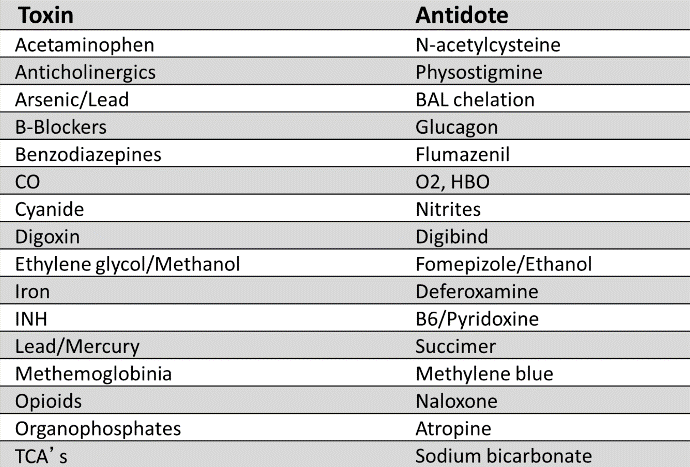 Toxin Antidote
Acetaminophen N-acetylcysteine
Anticholinergics Physostigmine
Arsenic/Lead BAL chelation
B-Blockers Glucagon
Benzodiazepines Flumazenil
CO O2, HBO
Cyanide Nitrites
Digoxin Digibind
Ethylene glycol/Methanol Fomepizole/Ethanol
Iron Deferoxamine
INH B6/Pyridoxine
Lead/Mercury Succimer
Methemoglobinia Methylene blue
Opioids Naloxone
Organophosphates Atropine
TCA’s Sodium bicarbonate